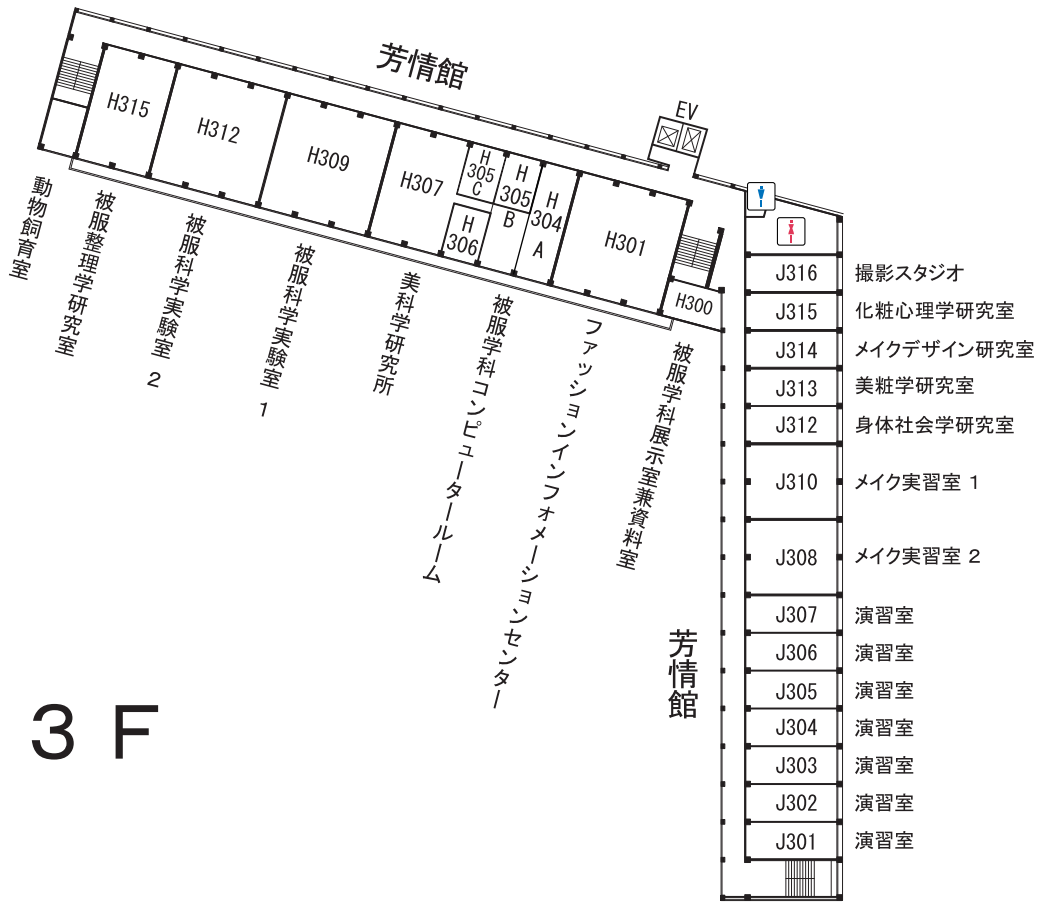 芳情館
EV
H315
H312
H309
H307
H
305
C
H
305
B
H
304
A
H
306
H301
H300
動物飼育室
被服整理学研究室
被服科学実験室 2
被服科学実験室 1
美科学研究所
被服学科コンピュータールーム
ファッションインフォメーションセンター
被服学科展示室兼資料室
J316 撮影スタジオ
J315 化粧心理学研究室
J314 メイクデザイン研究室
J313 美粧学研究室
J312 身体社会学研究室
J310 メイク実習室 1
J308 メイク実習室 2
J307 演習室
J306 演習室
J305 演習室
J304 演習室
J303 演習室
J302 演習室
J301 演習室
芳情館
3 F